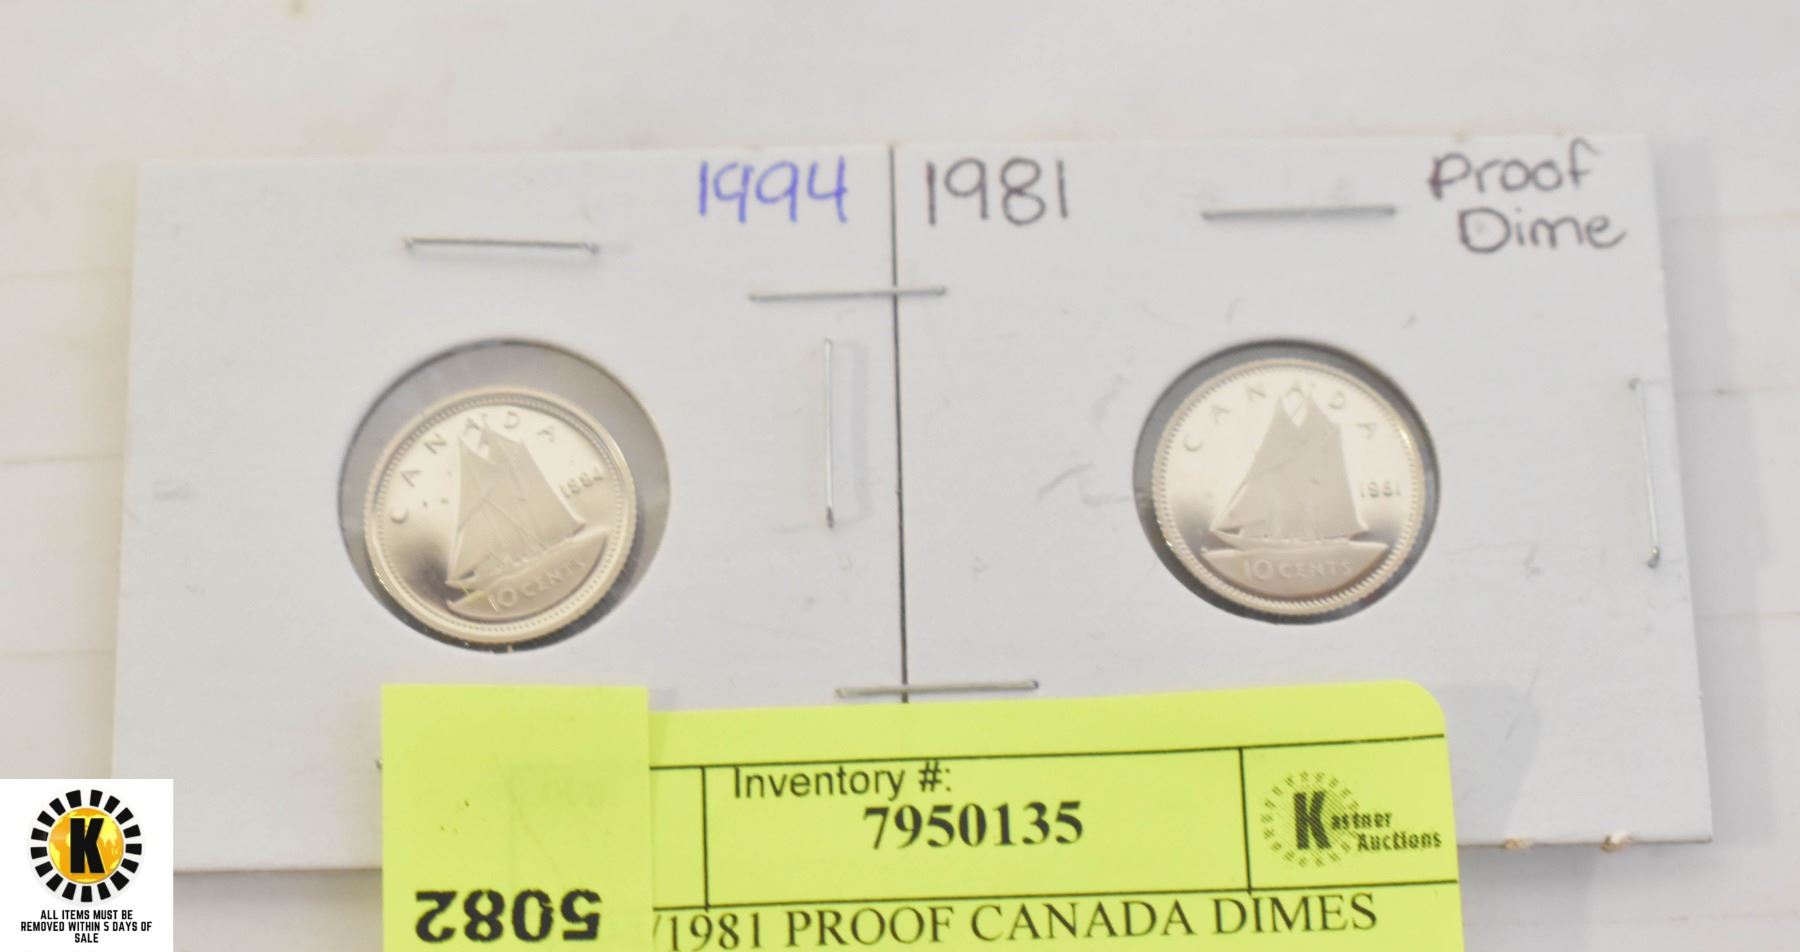 1994
1981
Proof
Dime
CANADA
1994
10 CENTS
CANADA
1981
10 CENTS
Inventory #:
7950135
Kastner
Auctions
5082
/1981 PROOF CANADA DIMES
K
ALL ITEMS MUST BE
REMOVED WITHIN 5 DAYS OF
SALE